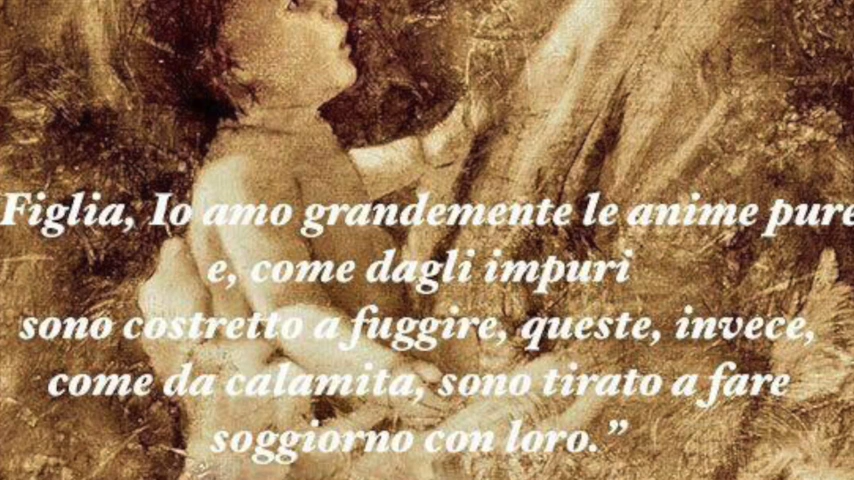 Figlia, Io amo grandemente le anime pure
e, come dagli impuri
sono costretto a fuggire, queste, invece,
come da calamita, sono tirato a fare
soggiorno con loro.”